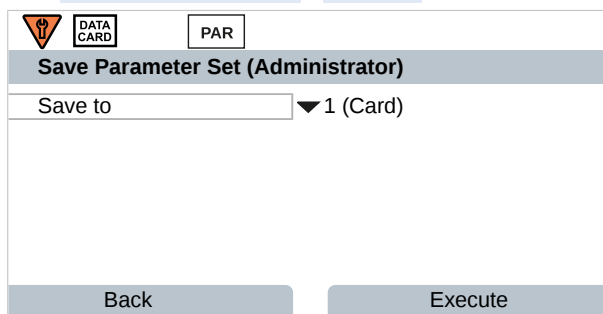 DATA
CARD
PAR
Save Parameter Set (Administrator)
Save to 1 (Card)
Back Execute